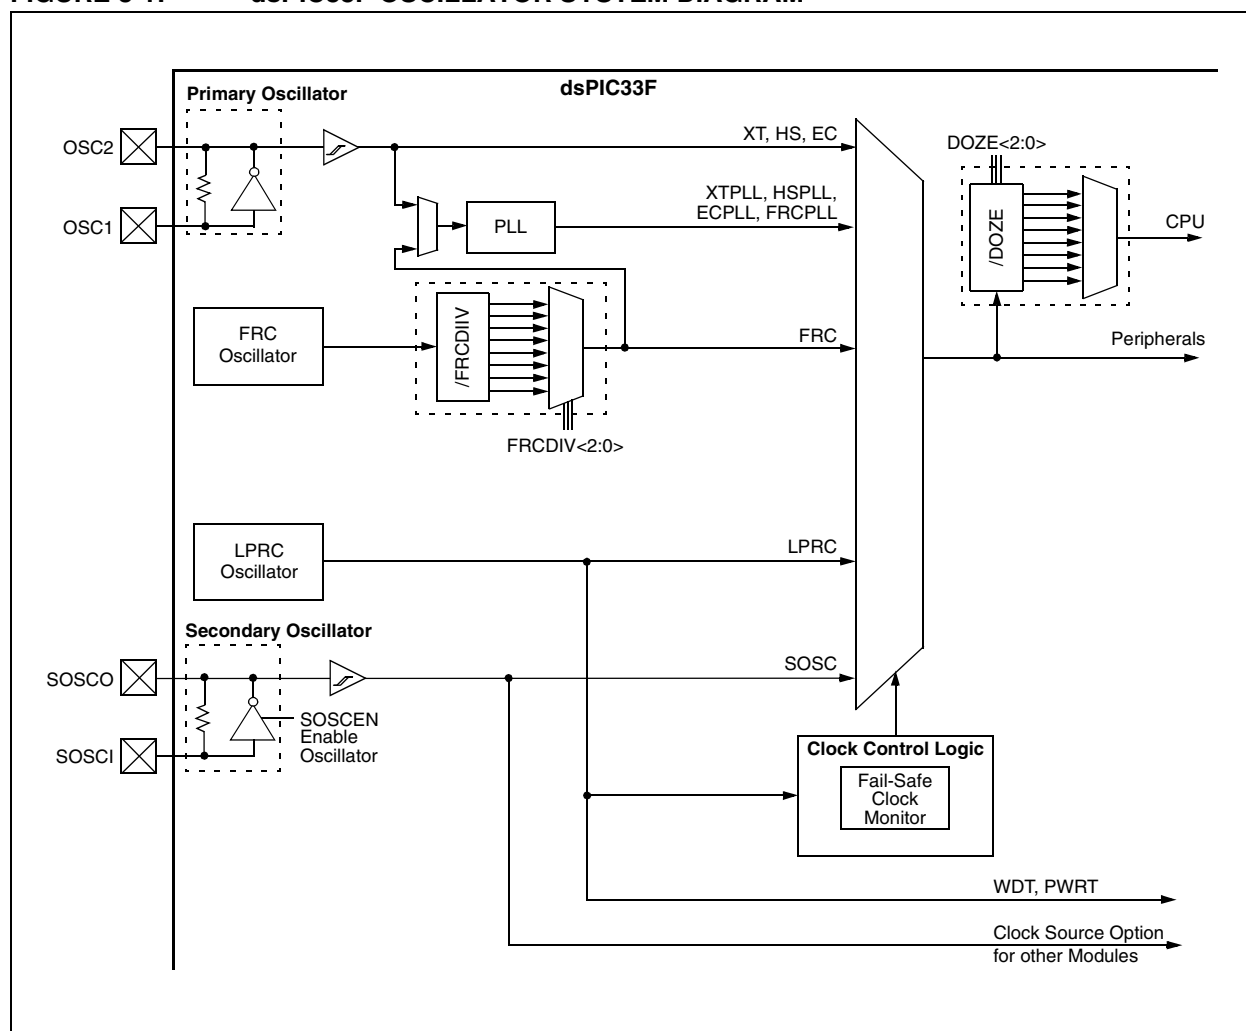 dsPIC33F
Primary Oscillator
OSC2
XT, HS, EC
DOZE<2:0>
XTPLL, HSPLL,
ECPLL, FRCPLL
OSC1
PLL
/DOZE
CPU
FRC
Oscillator
/FRCDIIV
FRC
Peripherals
FRCDIV<2:0>
LPRC
Oscillator
LPRC
Secondary Oscillator
SOSCO
SOSC
SOSCEN
Enable
Oscillator
SOSCI
Clock Control Logic
Fail-Safe
Clock
Monitor
WDT, PWRT
Clock Source Option
for other Modules